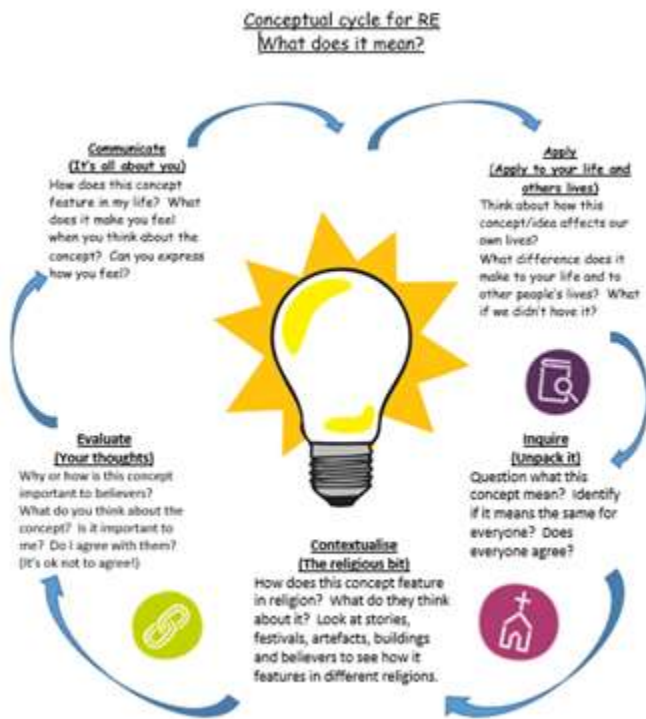 Conceptual cycle for RE
What does it mean?
Communicate
(It's all about you)
How does this concept
feature in my life? What
does it make you feel
when you think about the
concept? Can you express
how you feel?
Apply
(Apply to your life and
others lives)
Think about how this
concept/idea affects our
own lives?
What difference does it
make to your life and to
other people's lives? What
if we didn't have it?
Inquire
(Unpack it)
Question what this
concept mean? Identify
if it means the same for
everyone? Does
everyone agree?
Contextualise
(The religious bit)
How does this concept feature
in religion? What do they think
about it? Look at stories,
festivals, artefacts, buildings
and believers to see how it
features in different religions.
Evaluate
(Your thoughts)
Why or how is this concept
important to believers?
What do you think about the
concept? Is it important to
me? Do I agree with them?
(It's ok not to agree!)